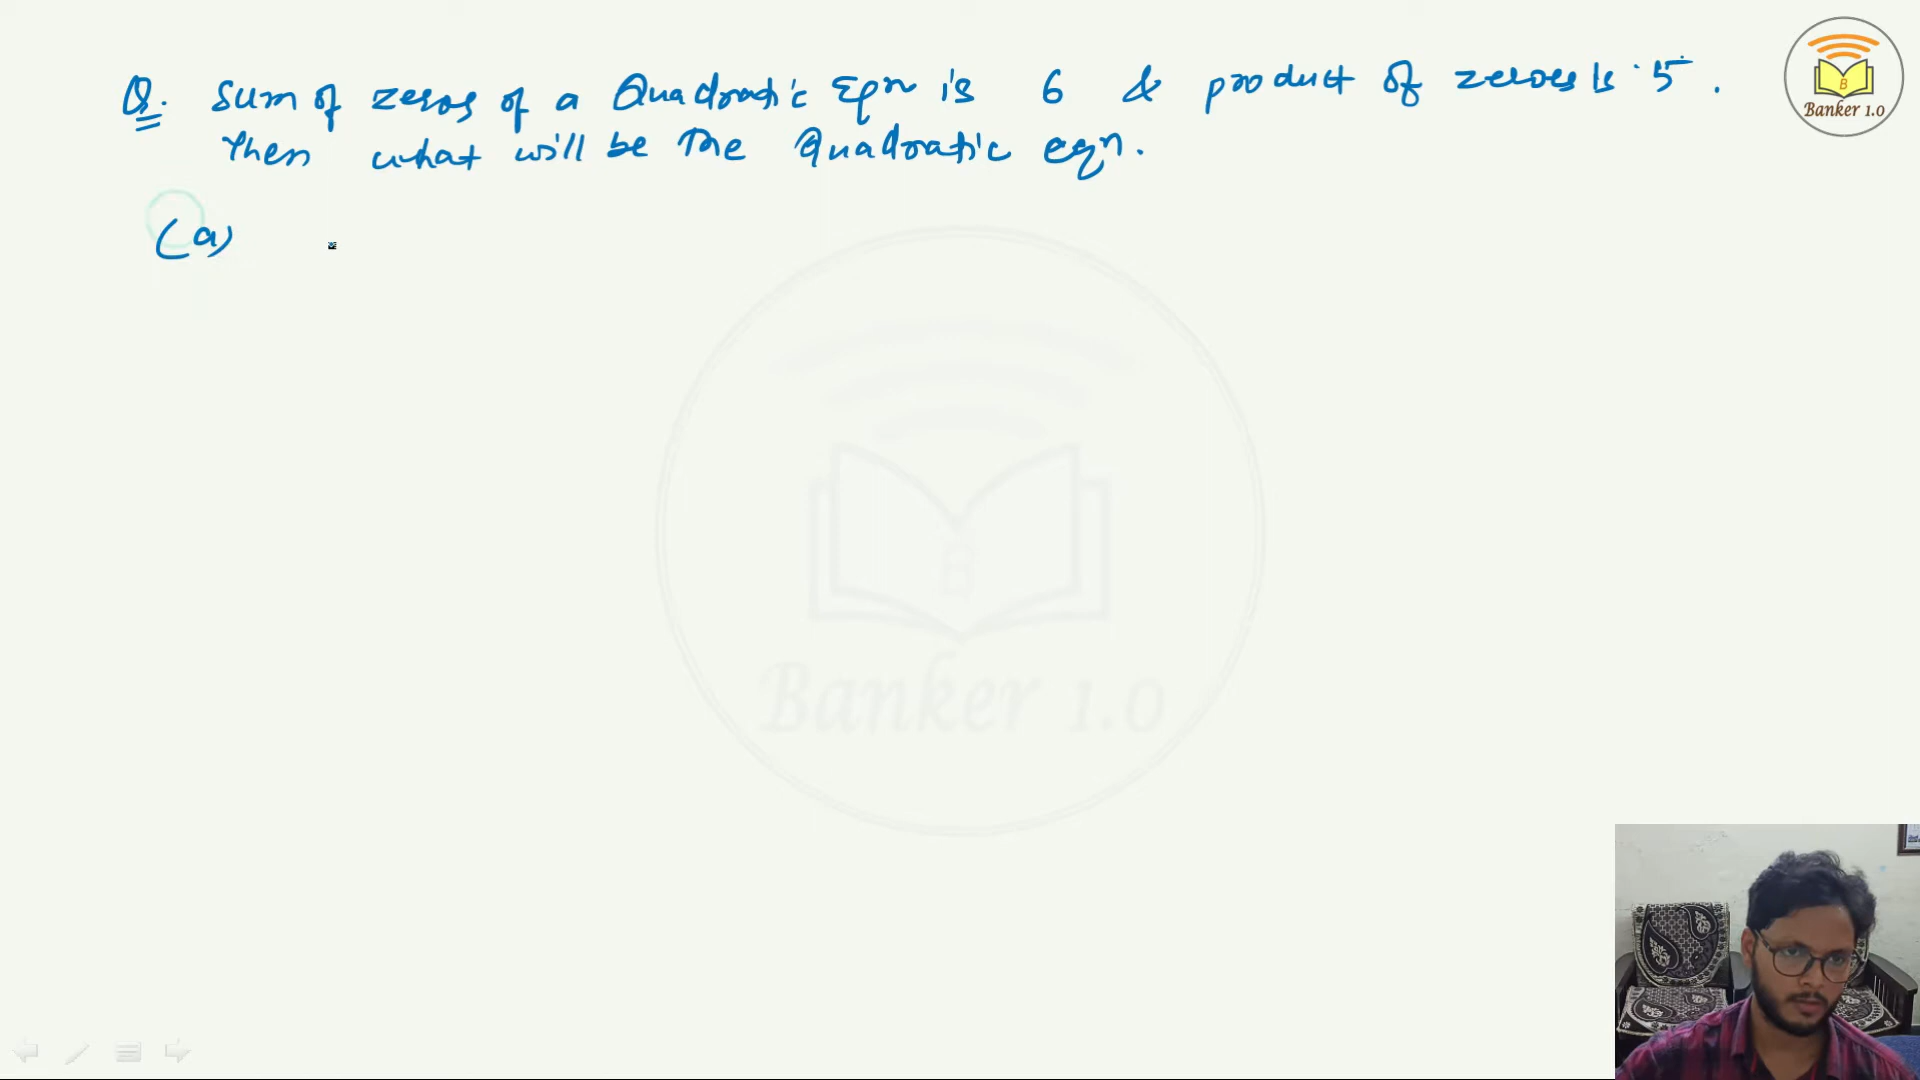 Q. Sum of zeros of a Quadratic Eqn is 6 & product of zeroes is 5.
Then what will be the Quadratic eqn.
(a)
B
Banker 1.0
B
Banker 1.0